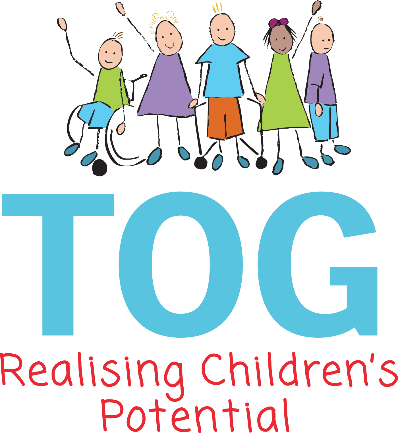 TOG
Realising Children's
Potential